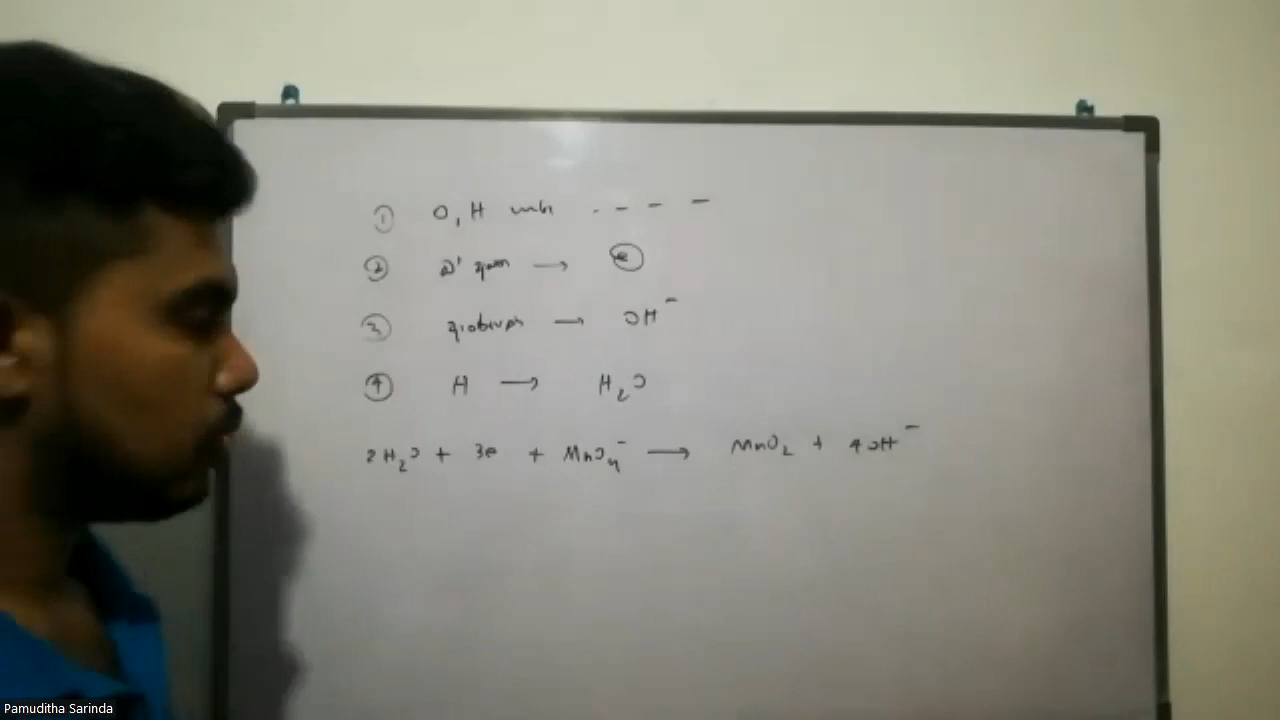 ① O, H
② → ⓔ
③ → OH⁻
④ H → H₂O
2H₂O + 3e + MnO₄⁻ → MnO₂ + 4OH⁻
Pamuditha Sarinda